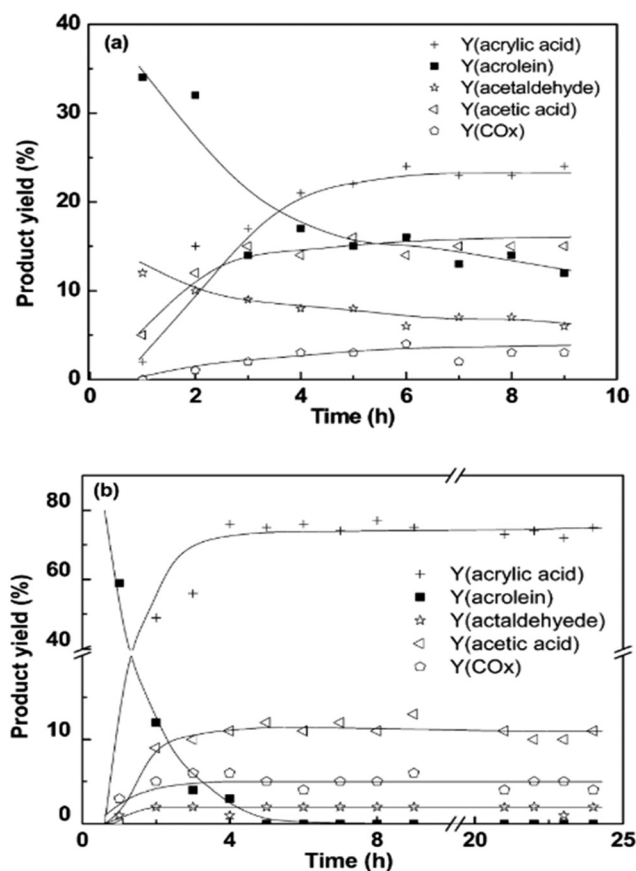 (a)
Y(acrylic acid)
Y(acrolein)
Y(acetaldehyde)
Y(acetic acid)
Y(COx)
Product yield (%)
40
30
20
10
0
0 2 4 6 8 10
Time (h)
(b)
Y(acrylic acid)
Y(acrolein)
Y(actaldehyede)
Y(acetic acid)
Y(COx)
Product yield (%)
80
60
40
10
0
0 2 4 6 8 20 25
Time (h)